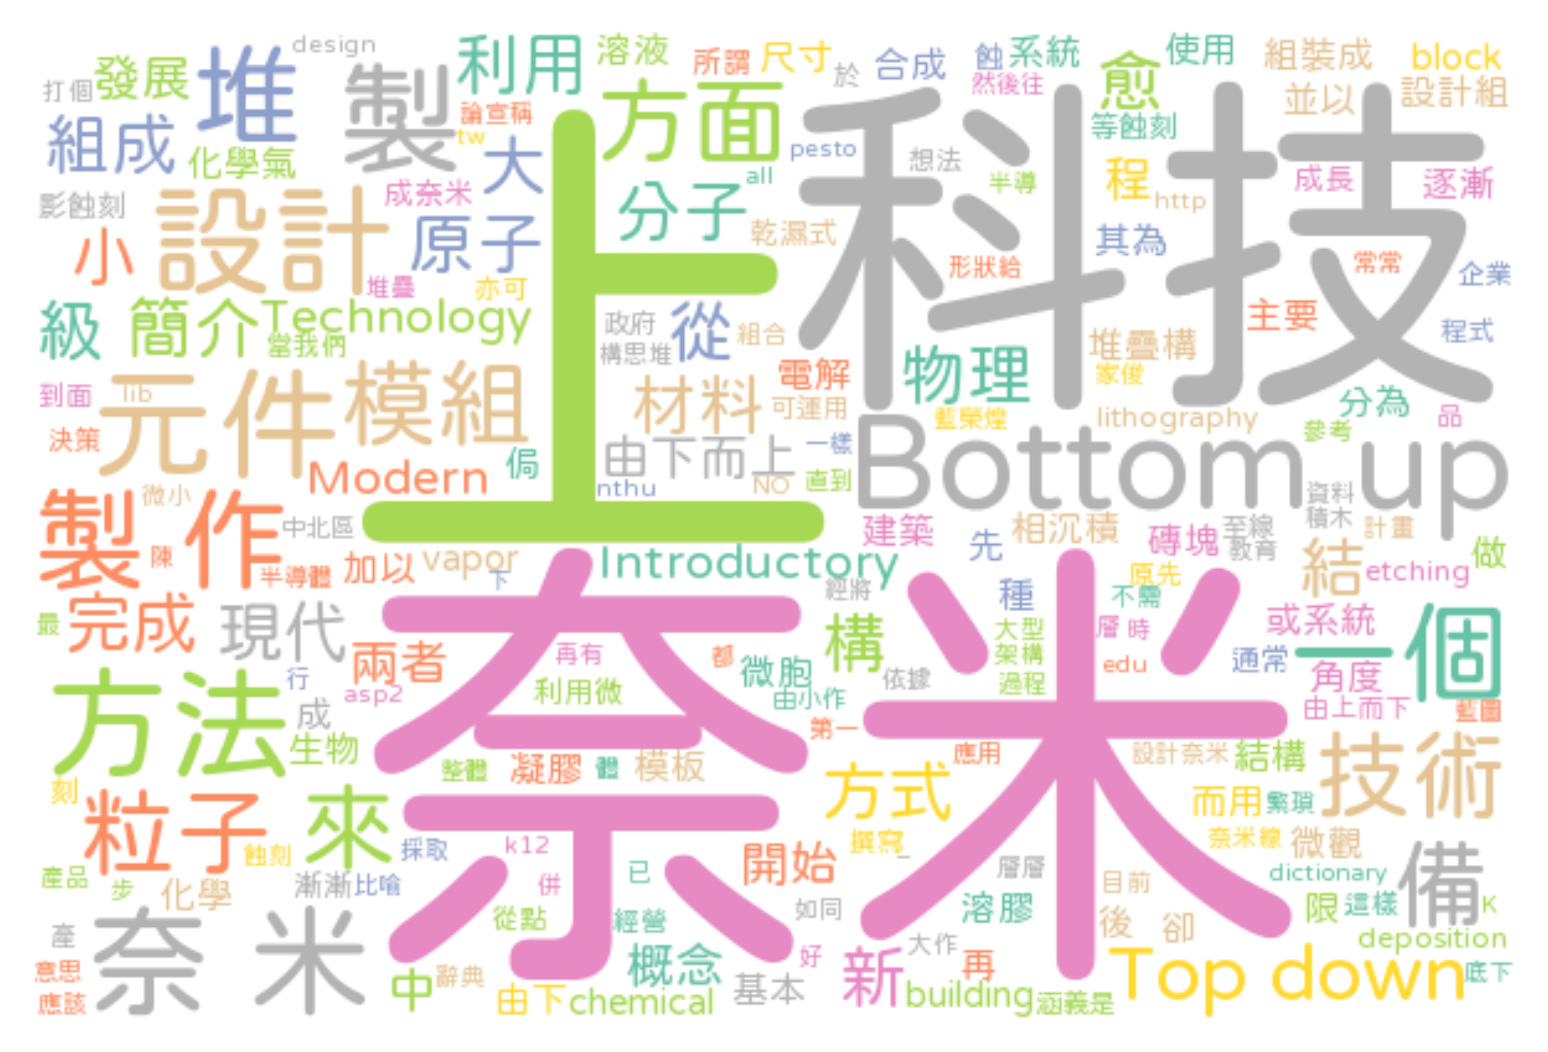 design
利用
溶液
所謂
尺寸
於
合成
蝕
系統
使用
組裝成
block
打個
發展
堆
製
方面
科技
然後往
愈
並以
設計組
組成
化學氣
論宣稱
tw
大
上
pesto
想法
半導
等蝕刻
程
http
成長
逐漸
影蝕刻
小
設計
成奈米
原子
分子
all
乾濕式
形狀給
其為
常常
企業
堆疊
亦可
級
簡介
Technology
當我們
政府
構思堆
從
組合
物理
堆疊構
家俊
主要
程式
到面
lib
元件
模組
材料
電解
可運用
藍榮煌
lithography
分為
參考
品
決策
Modern
侷
由下而上
一樣
nthu
NO
直到
Bottom up
資料
積木
微小
製作
陳
中北區
半導體
加以
vapor
下
Introductory
建築
先
相沉積
磚塊
至線
教育
計畫
結
etching
做
原先
不需
最
完成
現代
兩者
奈米
經將
構
種
大型
架構
過程
層
時
edu
或系統
一個
通常
角度
由上而下
藍圖
再有
都
微胞
利用微
由小作
依據
第一
方法
行
asp2
成
生物
整體
凝膠
體
模板
方式
應用
設計奈米
結構
技術
刻
粒子
來
蝕刻
採取
k12
開始
撰寫
而用
繁瑣
奈米線
微觀
產品
步
化學
漸漸
比喻
併
已
層層
目前
dictionary
備
奈米
產
從點
經營
如同
溶膠
後
卻
限
這樣
K
deposition
意思
應該
中
辭典
由下
chemical
概念
基本
好
新
大作
再
building
涵義是
Top down
底下